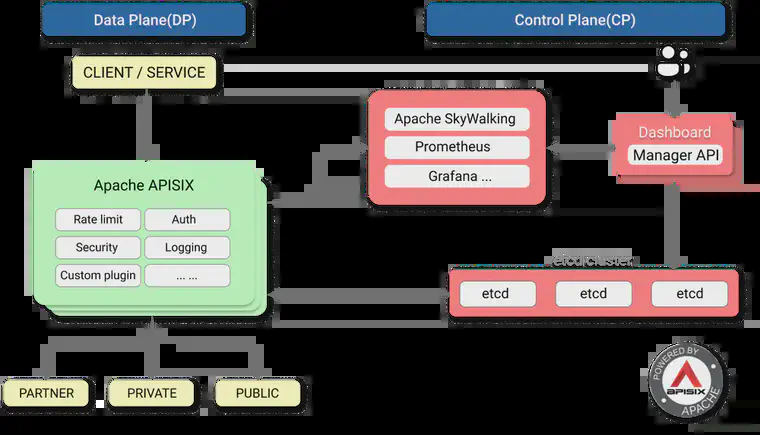 Data Plane(DP)
Control Plane(CP)
CLIENT / SERVICE
Apache SkyWalking
Prometheus
Grafana ...
Dashboard
Manager API
Apache APISIX
Rate limit
Auth
Security
Logging
Custom plugin
... ...
etcd cluster
etcd
etcd
etcd
PARTNER
PRIVATE
PUBLIC
POWERED BY
APISIX
APACHE